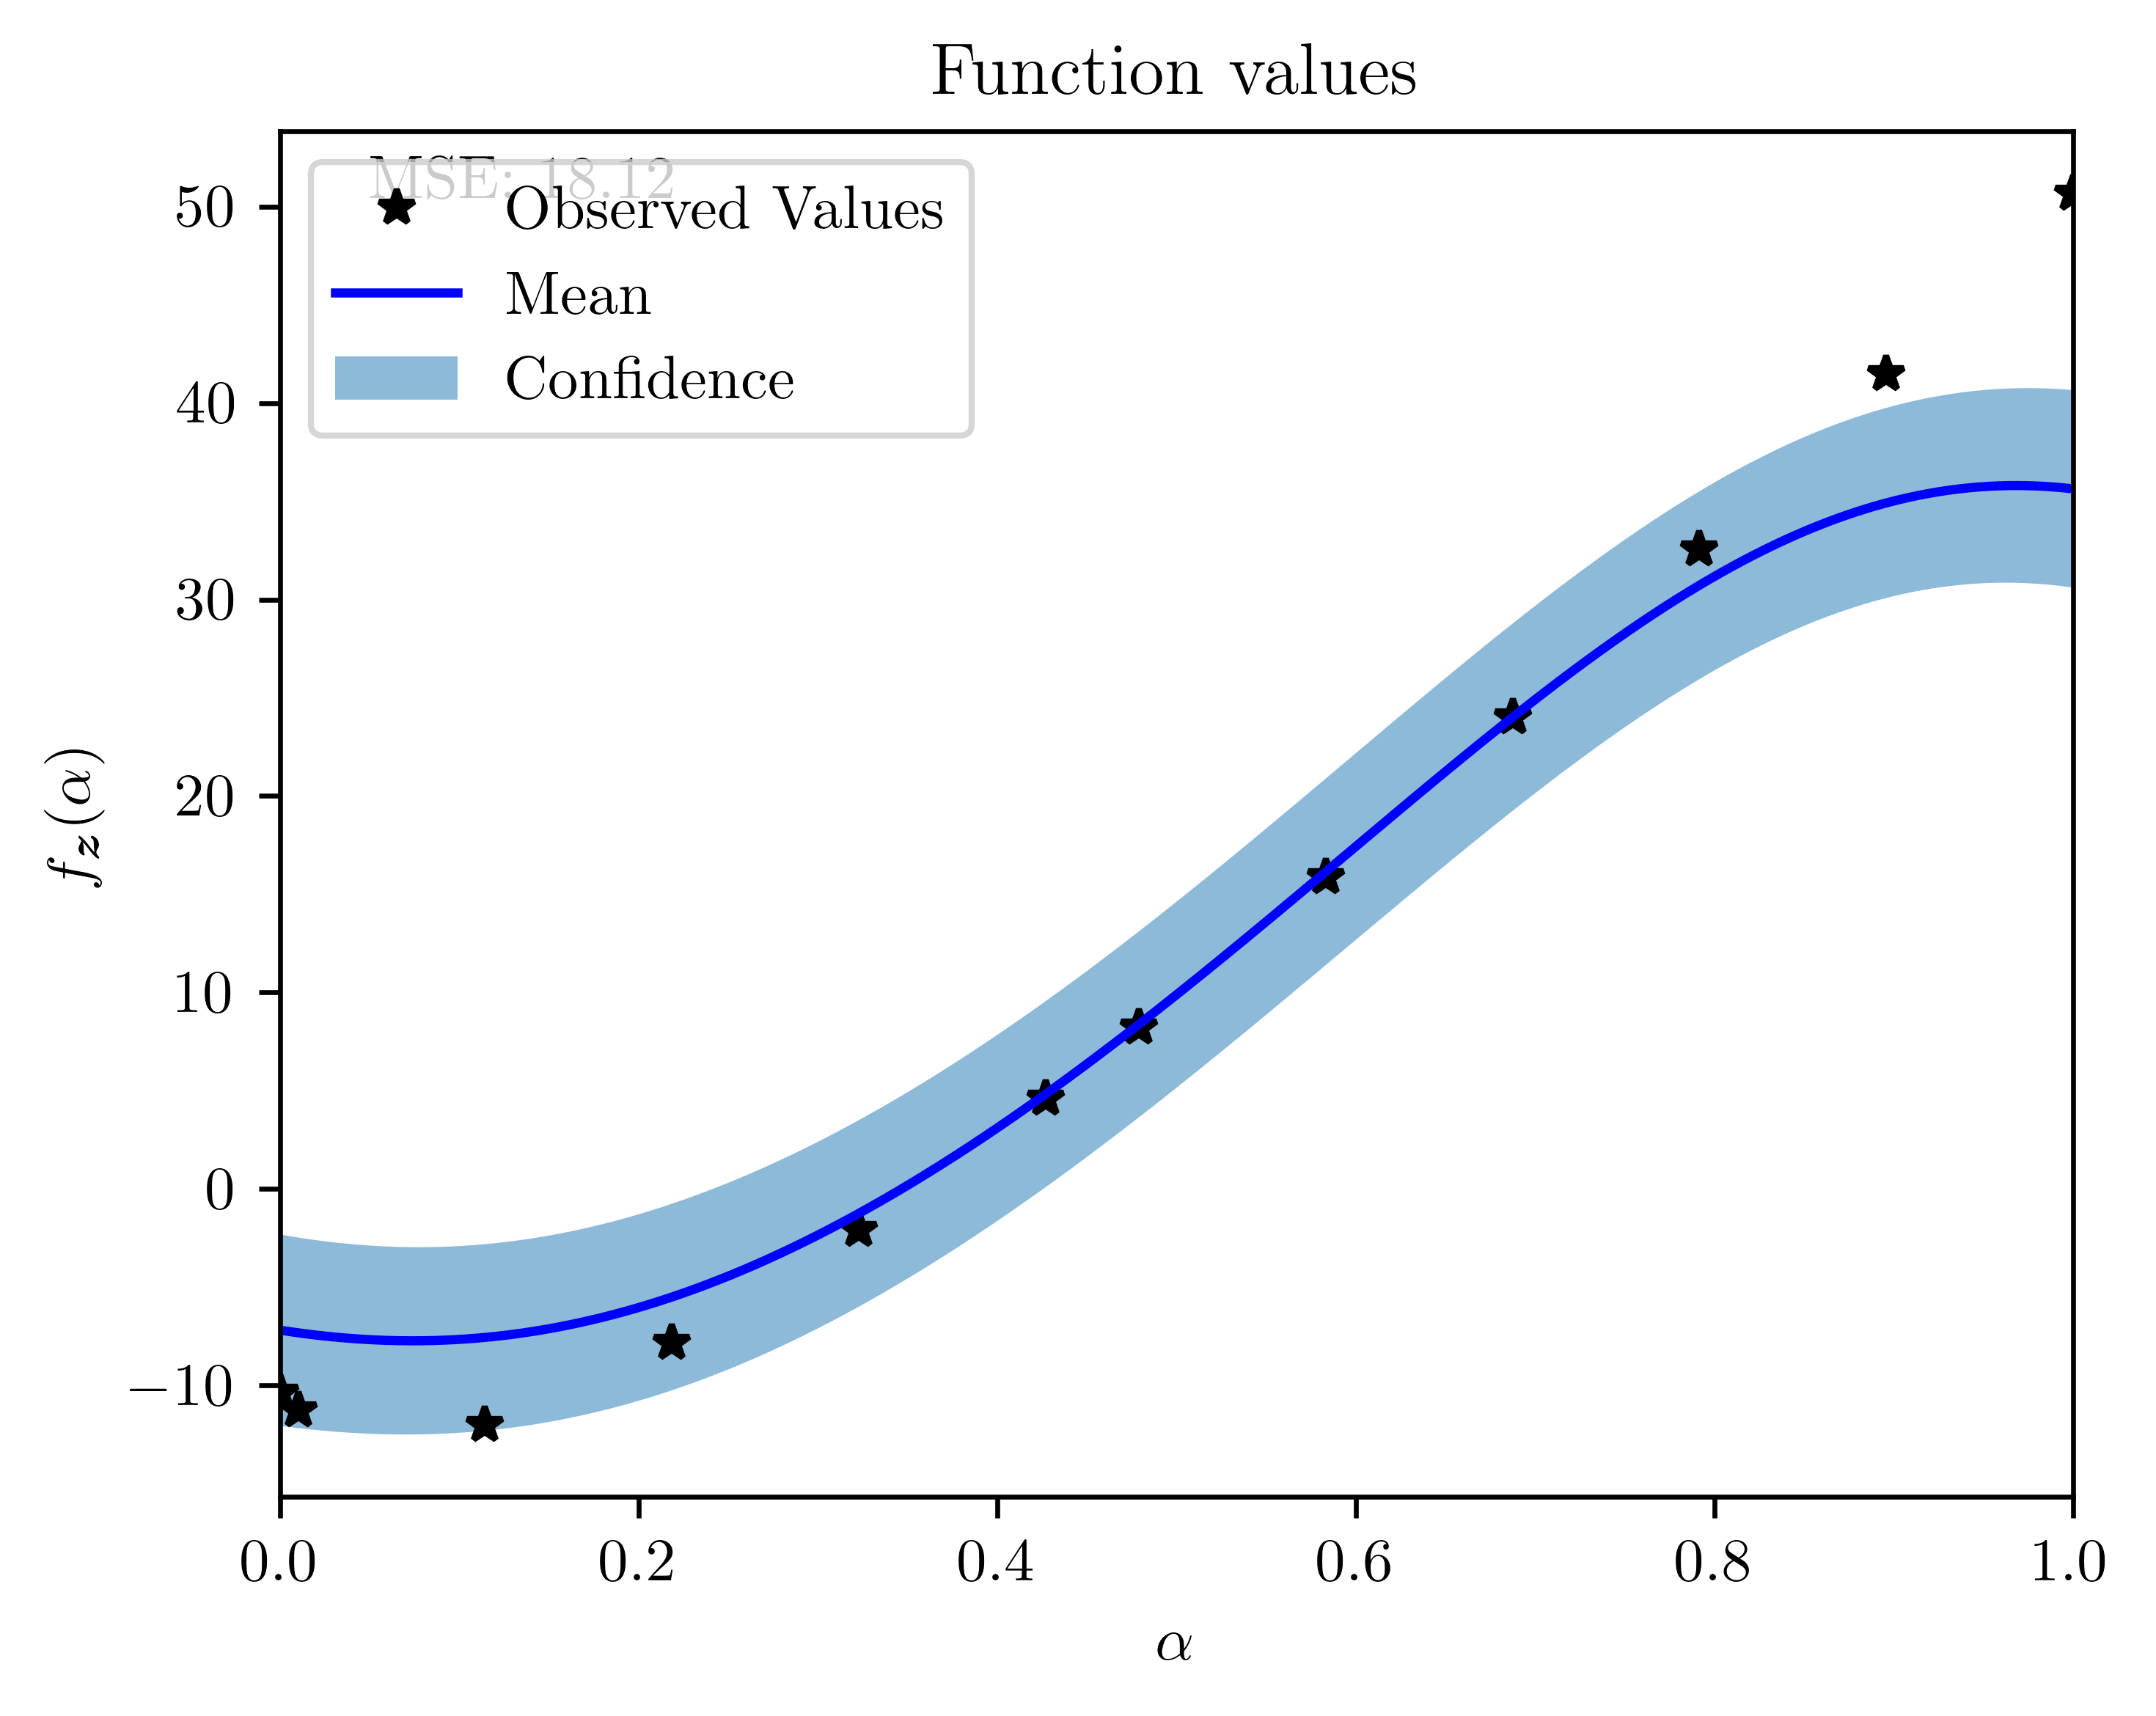 Function values
MSE: 18.12
Observed Values
Mean
Confidence
50
40
30
20
10
0
−10
f_z(α)
0.0 0.2 0.4 0.6 0.8 1.0
α